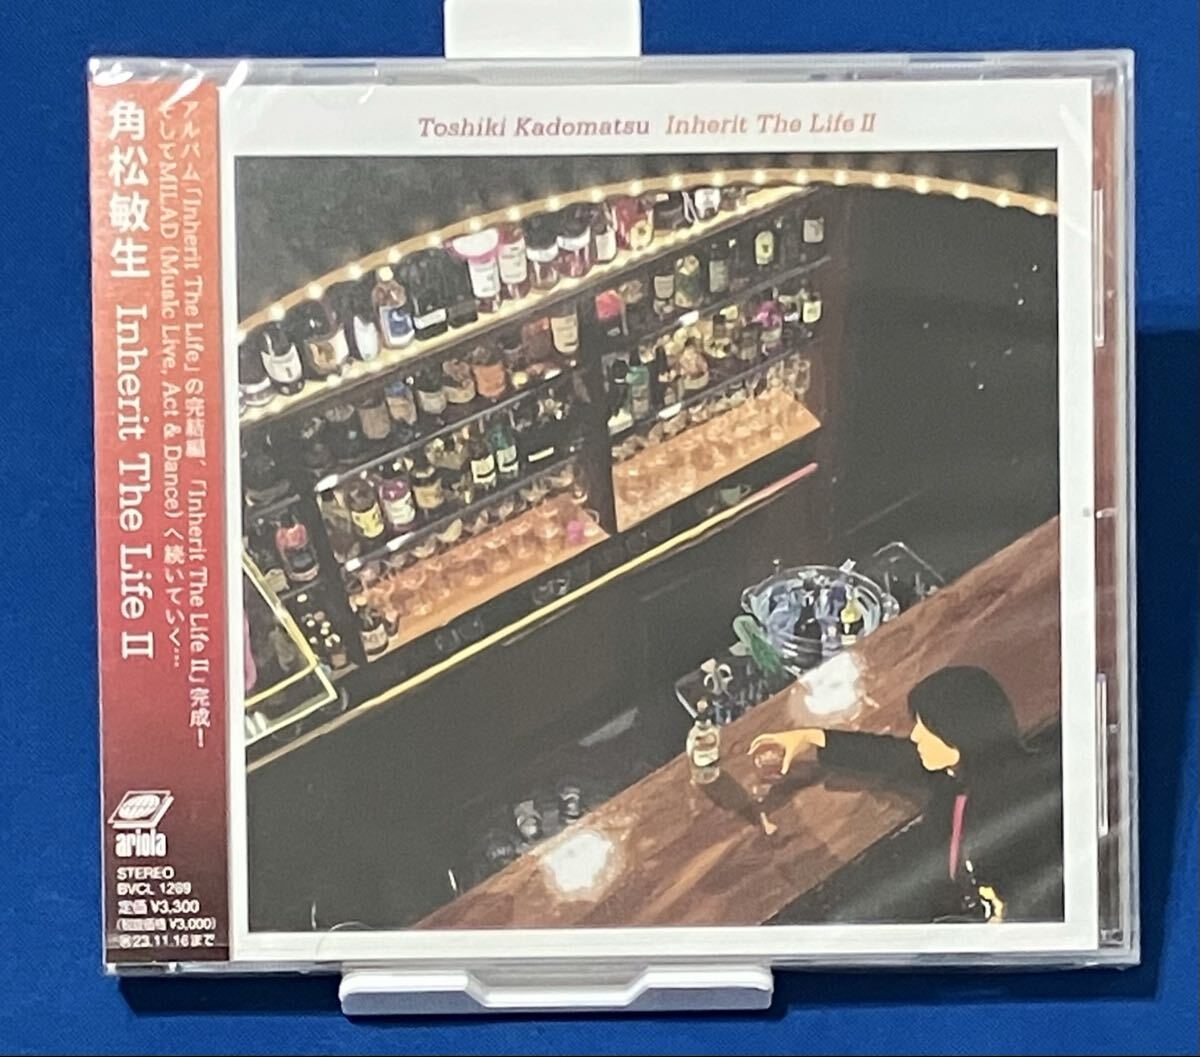 Toshiki Kadomatsu Inherit The Life II
アルバム「Inherit The Life」の完結編、「Inherit The Life II」完成！
そしてMILAD (Music Live, Act & Dance) く続いていく…
角松敏生 Inherit The Life II
ariola
STEREO
BVCL 1269
定価 ¥3,300
(税抜価格 ¥3,000)
23.11.16まで